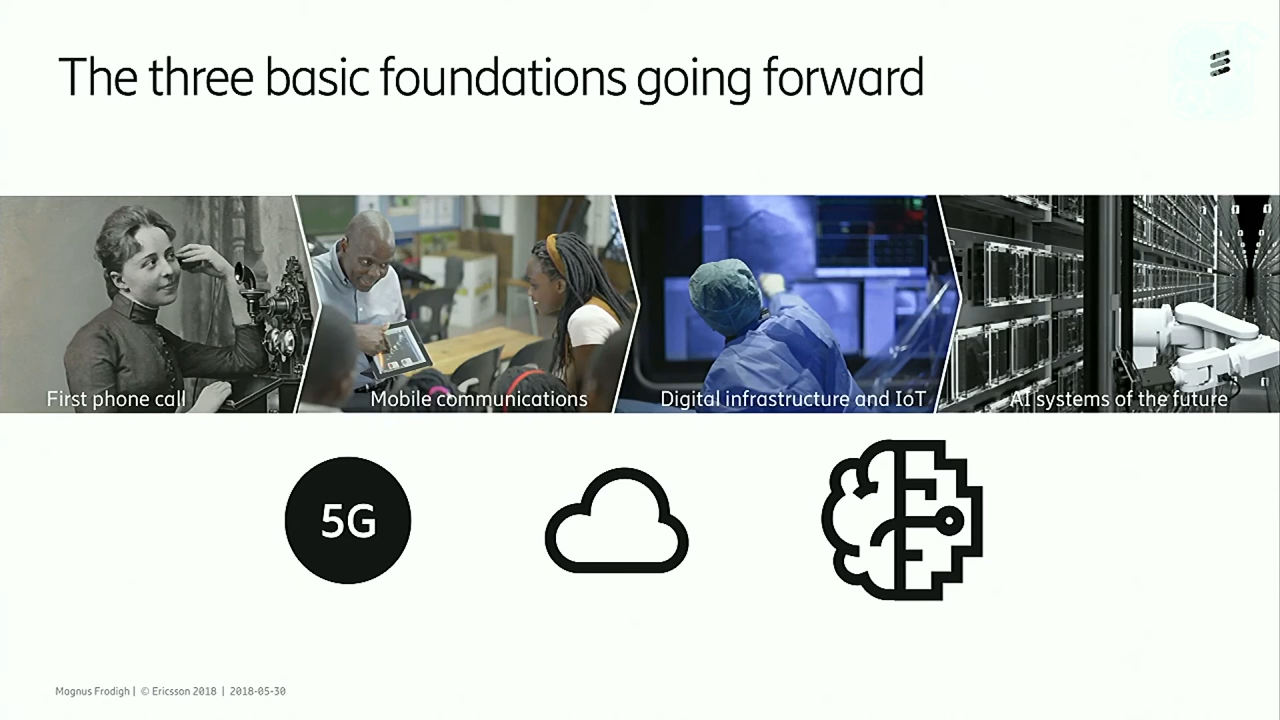 The three basic foundations going forward
First phone call
Mobile communications
Digital infrastructure and IoT
AI systems of the future
5G
Magnus Frodigh | © Ericsson 2018 | 2018-05-30